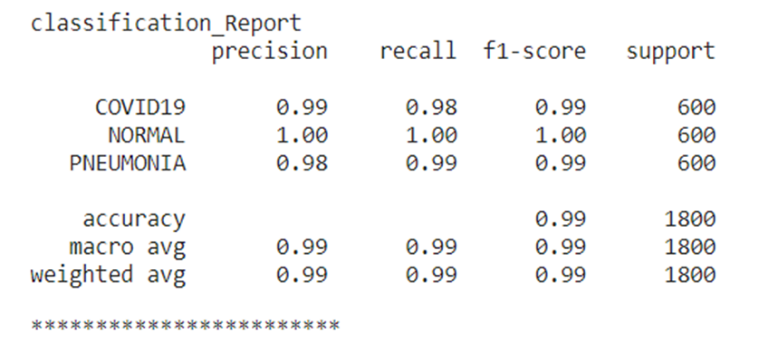 classification_Report
precision recall f1-score support
COVID19 0.99 0.98 0.99 600
NORMAL 1.00 1.00 1.00 600
PNEUMONIA 0.98 0.99 0.99 600
accuracy 0.99 1800
macro avg 0.99 0.99 0.99 1800
weighted avg 0.99 0.99 0.99 1800
************************